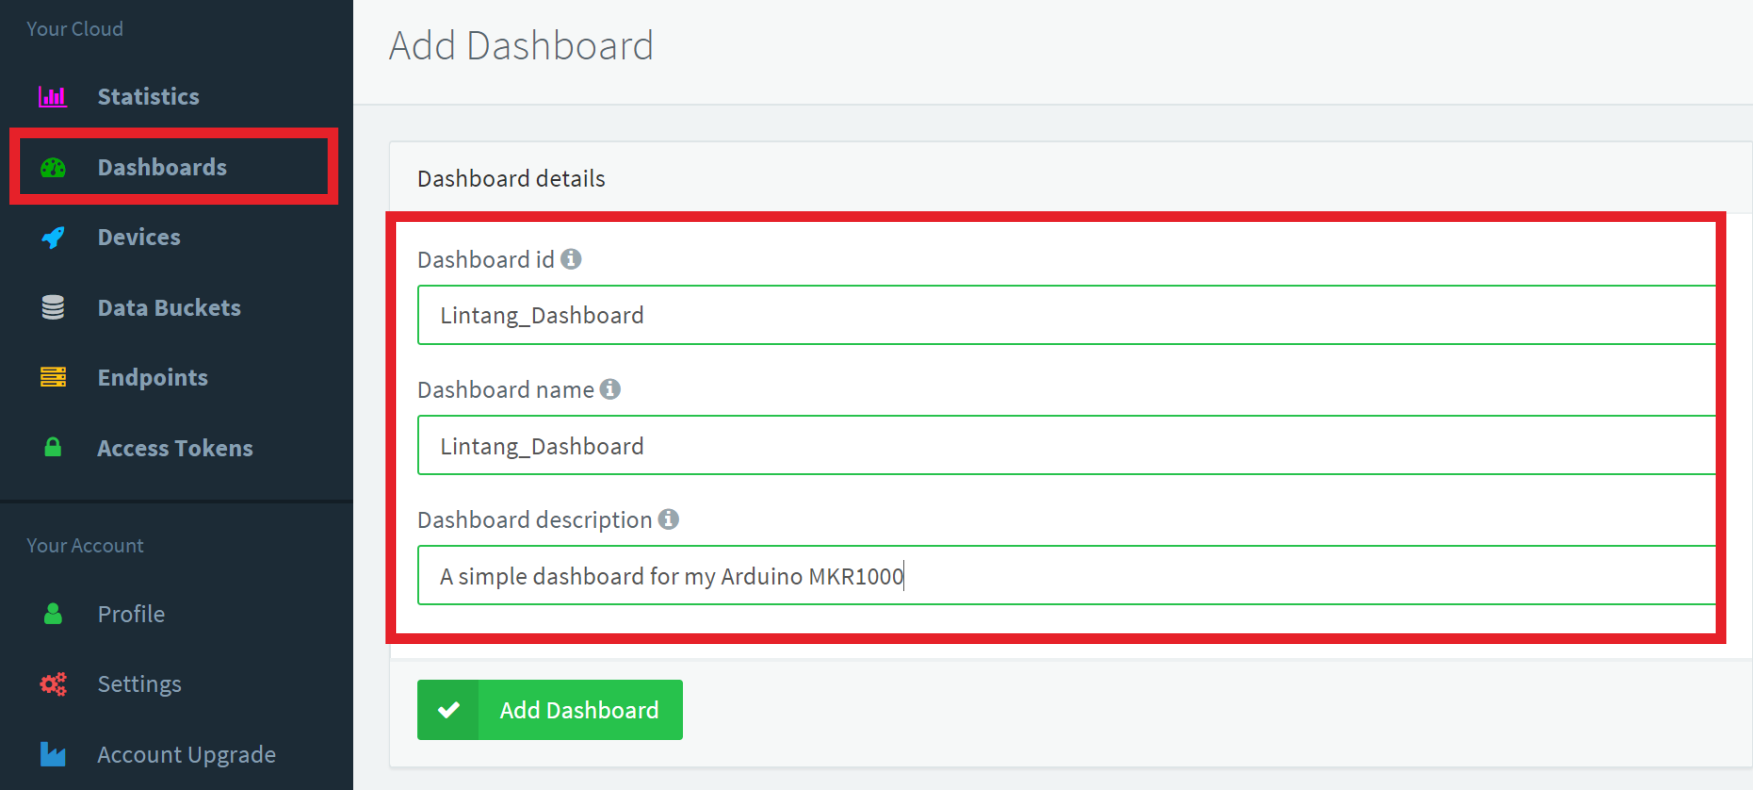 Your Cloud
Statistics
Dashboards
Devices
Data Buckets
Endpoints
Access Tokens
Your Account
Profile
Settings
Account Upgrade
Add Dashboard
Dashboard details
Dashboard id
Lintang_Dashboard
Dashboard name
Lintang_Dashboard
Dashboard description
A simple dashboard for my Arduino MKR1000
Add Dashboard